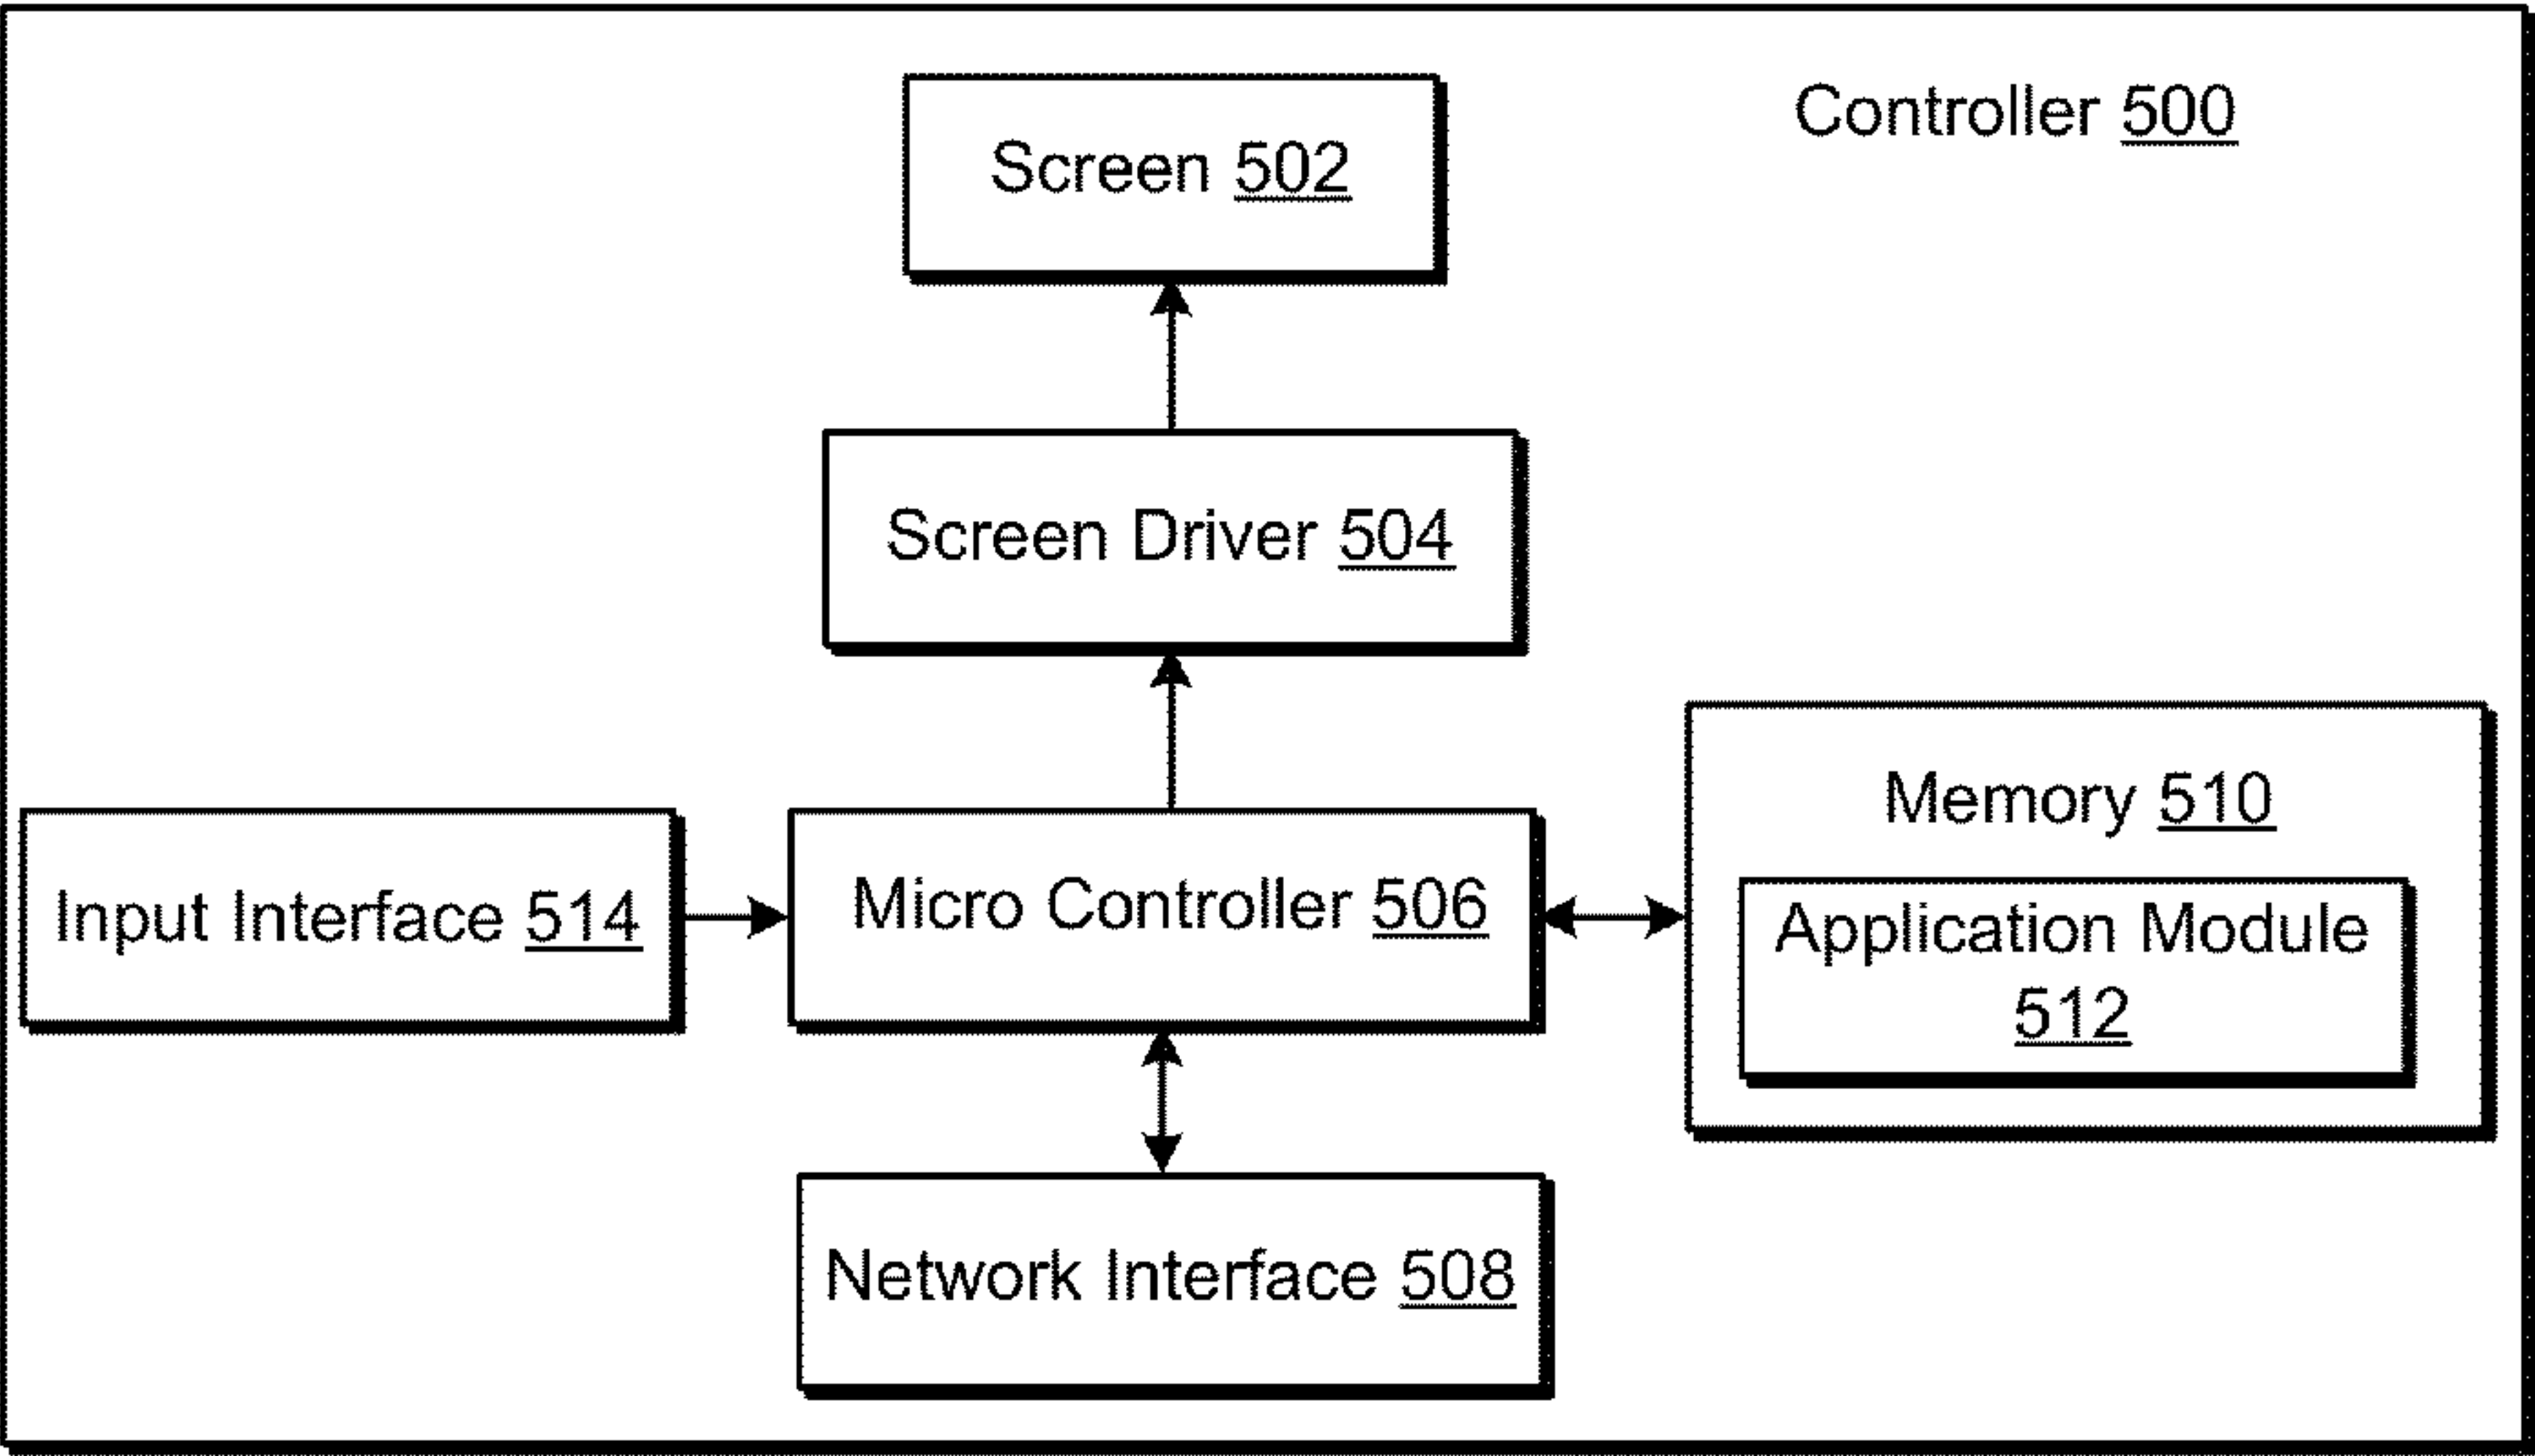 Controller 500
Screen 502
Screen Driver 504
Input Interface 514
Micro Controller 506
Memory 510
Application Module
512
Network Interface 508